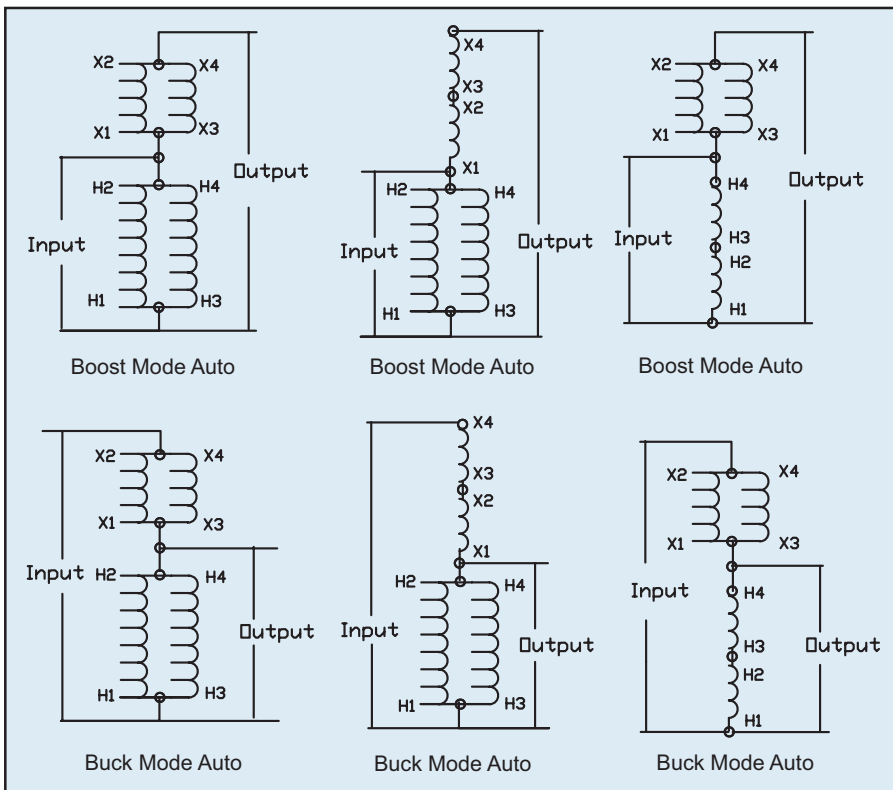 X2 X4
X1 X3
H2 H4
Input
Output
H1 H3
Boost Mode Auto
X4
X3
X2
X1
H2 H4
Input
Output
H1 H3
Boost Mode Auto
X2 X4
X1 X3
H4
Input
Output
H3
H2
H1
Boost Mode Auto
X2 X4
X1 X3
Input
H2 H4
Output
H1 H3
Buck Mode Auto
X4
X3
X2
X1
H2 H4
Input
Output
H1 H3
Buck Mode Auto
X2 X4
X1 X3
Input
H4
H3
Output
H2
H1
Buck Mode Auto